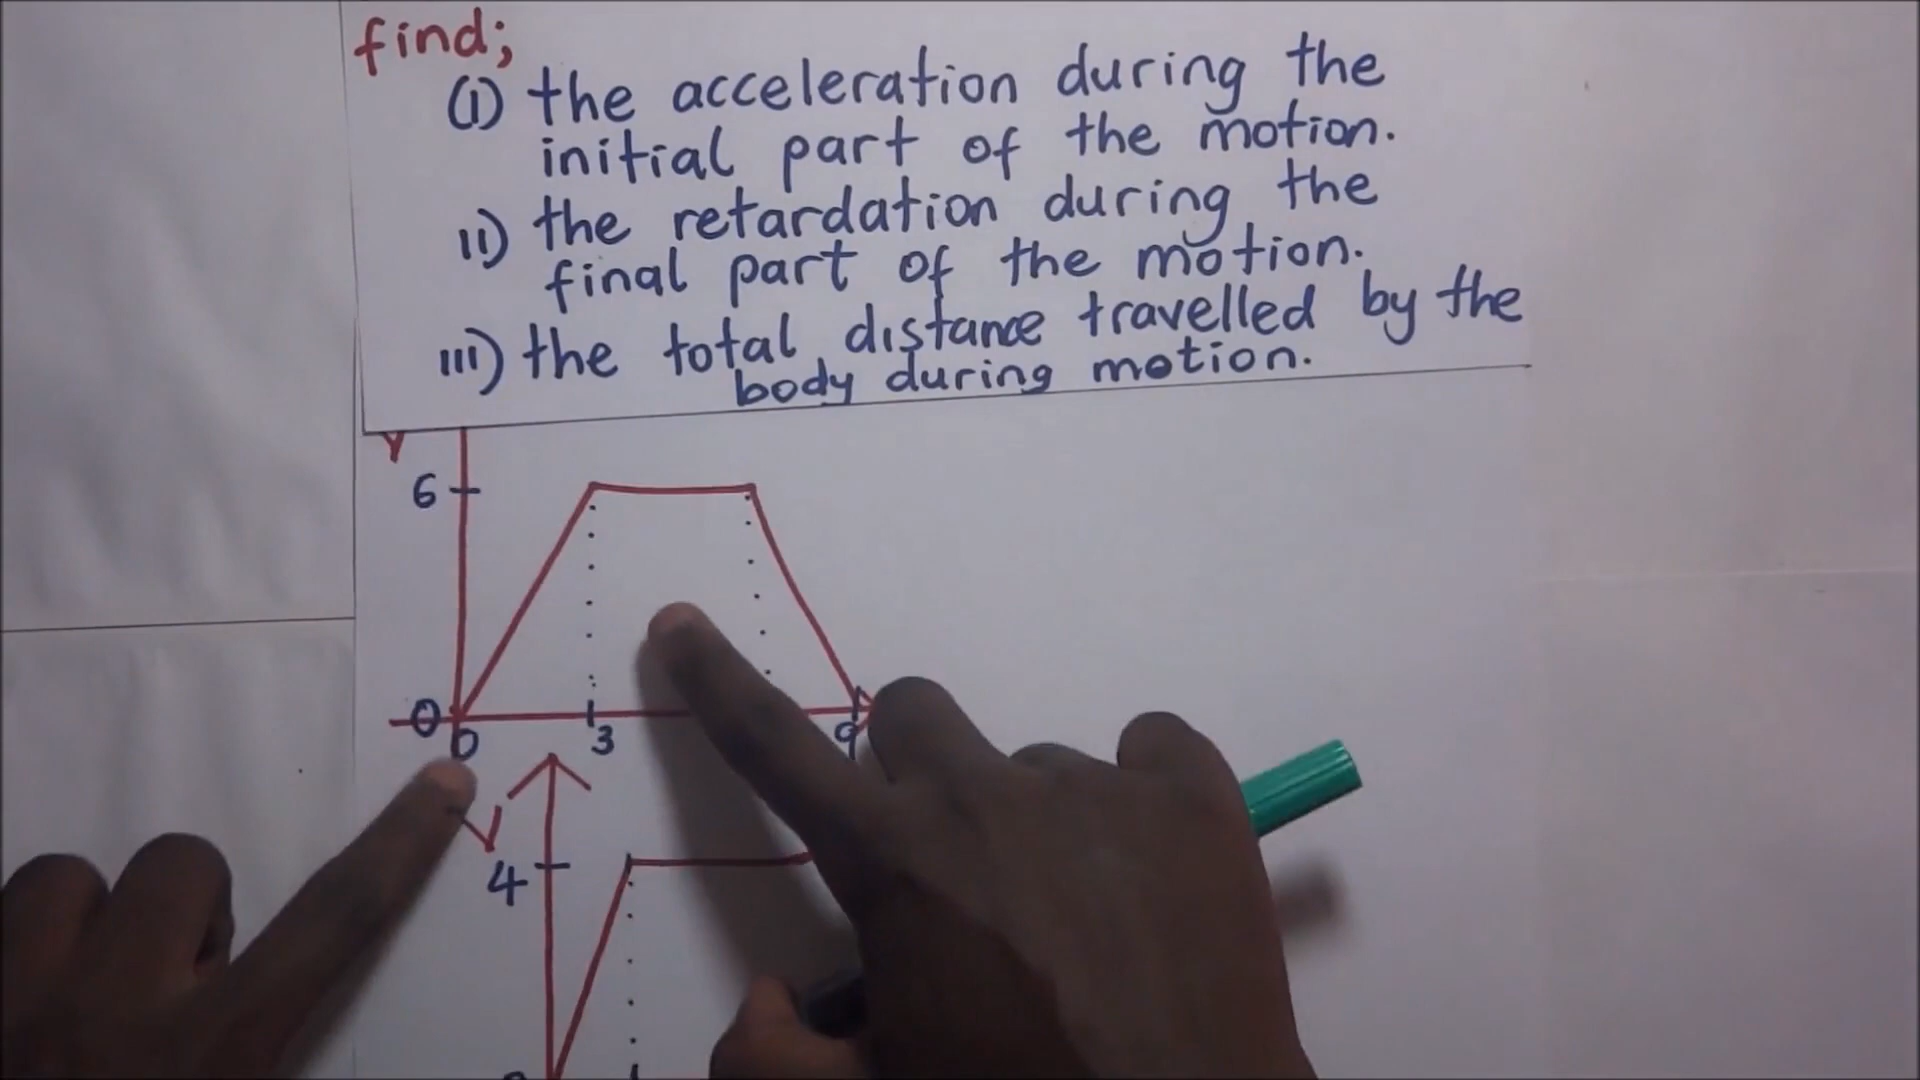 find;
(i) the acceleration during the
initial part of the motion.
ii) the retardation during the
final part of the motion.
iii) the total distance travelled by the
body during motion.
V
6
0
0 3 9
V
4